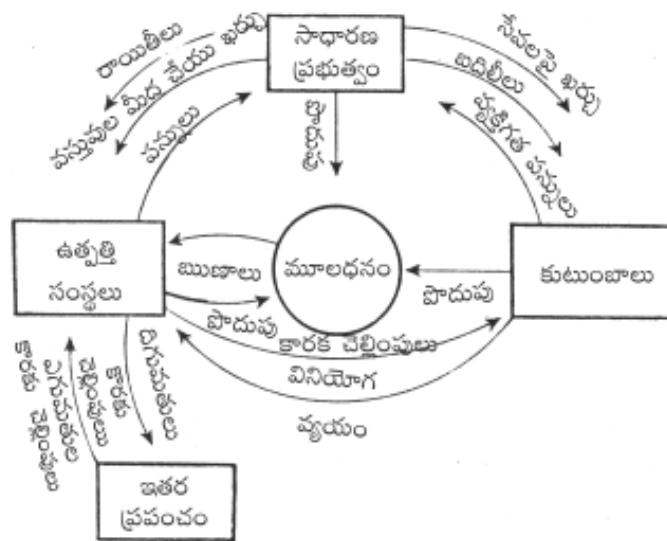 రాయితీలు
వస్తువుల మీద చేయు ఖర్చు
పన్నులు
సాధారణ
ప్రభుత్వం
సేవలపై ఖర్చు
బదిలీలు
వ్యక్తిగత పన్నులు
ఉత్పత్తి
సంస్థలు
ఋణాలు
మూలధనం
పొదుపు
కుటుంబాలు
పొదుపు
కారక చెల్లింపులు
వినియోగ
వ్యయం
దిగుమతులు
కారకు
చెల్లింపులు
ఎగుమతుల
కారకు చెల్లింపులు
ఇతర
ప్రపంచం